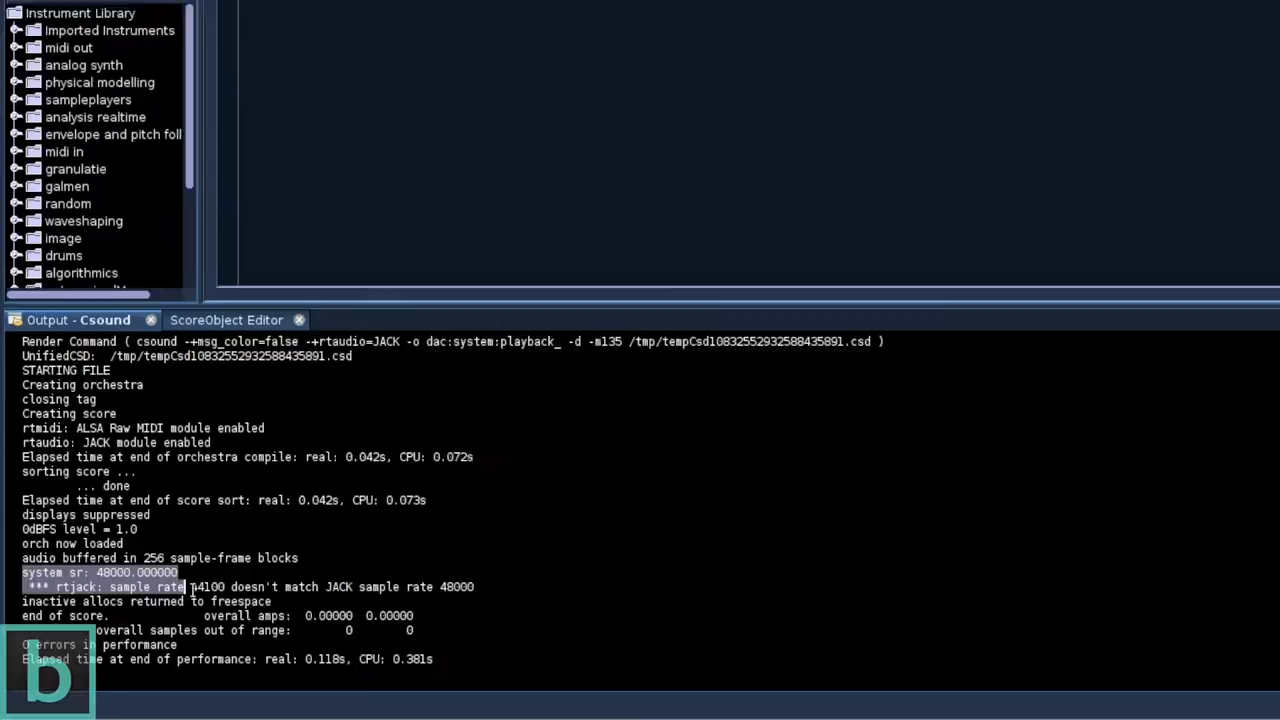 Instrument Library
Imported Instruments
midi out
analog synth
physical modelling
sampleplayers
analysis realtime
envelope and pitch foll
midi in
granulatie
galmen
random
waveshaping
image
drums
algorithmics
Output - Csound
ScoreObject Editor
Render Command ( csound -+msg_color=false -+rtaudio=JACK -o dac:system:playback_ -d -m135 /tmp/tempCsd10832552932588435891.csd )
UnifiedCSD:  /tmp/tempCsd10832552932588435891.csd
STARTING FILE
Creating orchestra
closing tag
Creating score
rtmidi: ALSA Raw MIDI module enabled
rtaudio: JACK module enabled
Elapsed time at end of orchestra compile: real: 0.042s, CPU: 0.072s
sorting score ...
... done
Elapsed time at end of score sort: real: 0.042s, CPU: 0.073s
displays suppressed
0dBFS level = 1.0
orch now loaded
audio buffered in 256 sample-frame blocks
system sr: 48000.000000
*** rtjack: sample rate 44100 doesn't match JACK sample rate 48000
inactive allocs returned to freespace
end of score. overall amps: 0.00000 0.00000
overall samples out of range: 0 0
0 errors in performance
Elapsed time at end of performance: real: 0.118s, CPU: 0.381s
b